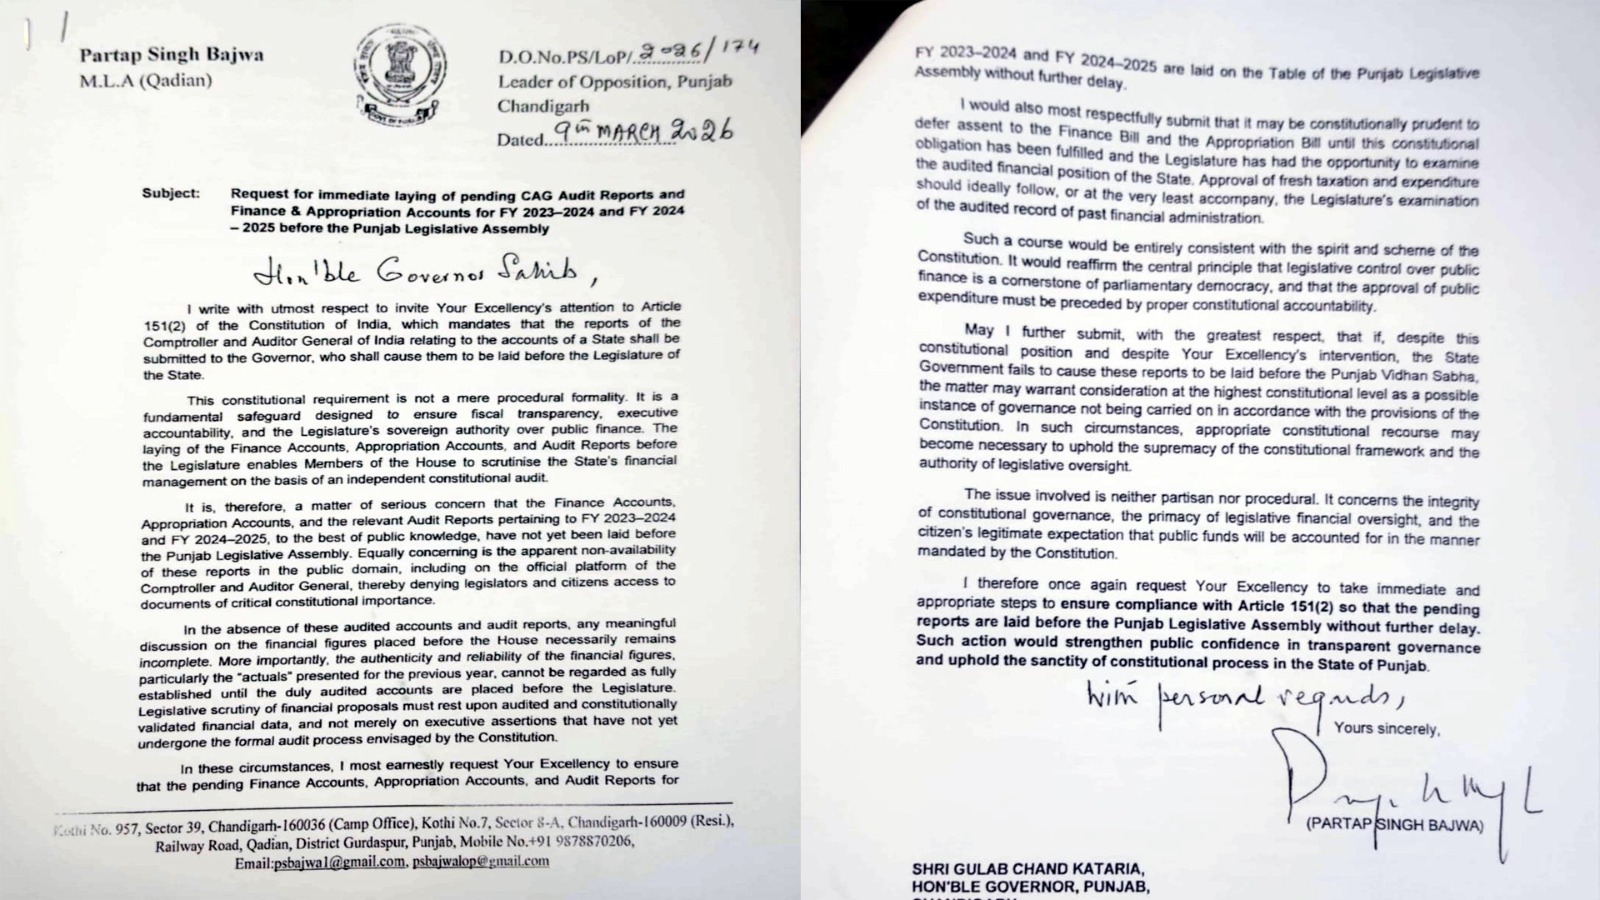 Partap Singh Bajwa
M.L.A (Qadian)
D.O.No.PS/LoP/.2026/174
Leader of Opposition, Punjab
Chandigarh
Dated...9th MARCH 2026
Subject: Request for immediate laying of pending CAG Audit Reports and
Finance & Appropriation Accounts for FY 2023–2024 and FY 2024
– 2025 before the Punjab Legislative Assembly
Hon'ble Governor Sahib,
I write with utmost respect to invite Your Excellency's attention to Article
151(2) of the Constitution of India, which mandates that the reports of the
Comptroller and Auditor General of India relating to the accounts of a State shall be
submitted to the Governor, who shall cause them to be laid before the Legislature of
the State.
This constitutional requirement is not a mere procedural formality. It is a
fundamental safeguard designed to ensure fiscal transparency, executive
accountability, and the Legislature's sovereign authority over public finance. The
laying of the Finance Accounts, Appropriation Accounts, and Audit Reports before
the Legislature enables Members of the House to scrutinise the State's financial
management on the basis of an independent constitutional audit.
It is, therefore, a matter of serious concern that the Finance Accounts,
Appropriation Accounts, and the relevant Audit Reports pertaining to FY 2023–2024
and FY 2024–2025, to the best of public knowledge, have not yet been laid before
the Punjab Legislative Assembly. Equally concerning is the apparent non-availability
of these reports in the public domain, including on the official platform of the
Comptroller and Auditor General, thereby denying legislators and citizens access to
documents of critical constitutional importance.
In the absence of these audited accounts and audit reports, any meaningful
discussion on the financial figures placed before the House necessarily remains
incomplete. More importantly, the authenticity and reliability of the financial figures,
particularly the "actuals" presented for the previous year, cannot be regarded as fully
established until the duly audited accounts are placed before the Legislature.
Legislative scrutiny of financial proposals must rest upon audited and constitutionally
validated financial data, and not merely on executive assertions that have not yet
undergone the formal audit process envisaged by the Constitution.
In these circumstances, I most earnestly request Your Excellency to ensure
that the pending Finance Accounts, Appropriation Accounts, and Audit Reports for
Kothi No. 957, Sector 39, Chandigarh-160036 (Camp Office), Kothi No.7, Sector 8-A, Chandigarh-160009 (Resi.),
Railway Road, Qadian, District Gurdaspur, Punjab, Mobile No.+91 9878870206,
Email:psbajwa1@gmail.com, psbajwalop@gmail.com
FY 2023–2024 and FY 2024–2025 are laid on the Table of the Punjab Legislative
Assembly without further delay.
I would also most respectfully submit that it may be constitutionally prudent to
defer assent to the Finance Bill and the Appropriation Bill until this constitutional
obligation has been fulfilled and the Legislature has had the opportunity to examine
the audited financial position of the State. Approval of fresh taxation and expenditure
should ideally follow, or at the very least accompany, the Legislature's examination
of the audited record of past financial administration.
Such a course would be entirely consistent with the spirit and scheme of the
Constitution. It would reaffirm the central principle that legislative control over public
finance is a cornerstone of parliamentary democracy, and that the approval of public
expenditure must be preceded by proper constitutional accountability.
May I further submit, with the greatest respect, that if, despite this
constitutional position and despite Your Excellency's intervention, the State
Government fails to cause these reports to be laid before the Punjab Vidhan Sabha,
the matter may warrant consideration at the highest constitutional level as a possible
instance of governance not being carried on in accordance with the provisions of the
Constitution. In such circumstances, appropriate constitutional recourse may
become necessary to uphold the supremacy of the constitutional framework and the
authority of legislative oversight.
The issue involved is neither partisan nor procedural. It concerns the integrity
of constitutional governance, the primacy of legislative financial oversight, and the
citizen's legitimate expectation that public funds will be accounted for in the manner
mandated by the Constitution.
I therefore once again request Your Excellency to take immediate and
appropriate steps to ensure compliance with Article 151(2) so that the pending
reports are laid before the Punjab Legislative Assembly without further delay.
Such action would strengthen public confidence in transparent governance
and uphold the sanctity of constitutional process in the State of Punjab.
With personal regards,
Yours sincerely,
(PARTAP SINGH BAJWA)
SHRI GULAB CHAND KATARIA,
HON'BLE GOVERNOR, PUNJAB,